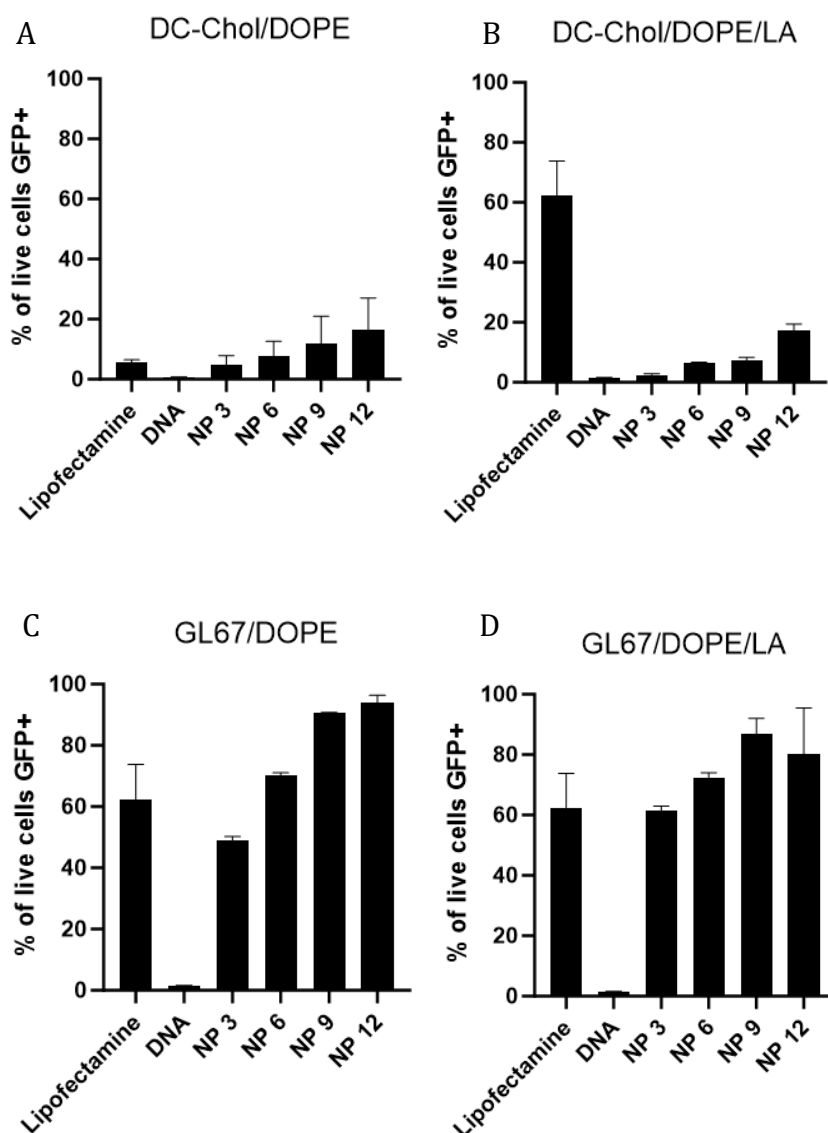 A
DC-Chol/DOPE
% of live cells GFP+
100
80
60
40
20
0
Lipofectamine
DNA
NP 3
NP 6
NP 9
NP 12
B
DC-Chol/DOPE/LA
% of live cells GFP+
100
80
60
40
20
0
Lipofectamine
DNA
NP 3
NP 6
NP 9
NP 12
C
GL67/DOPE
% of live cells GFP+
100
80
60
40
20
0
Lipofectamine
DNA
NP 3
NP 6
NP 9
NP 12
D
GL67/DOPE/LA
% of live cells GFP+
100
80
60
40
20
0
Lipofectamine
DNA
NP 3
NP 6
NP 9
NP 12